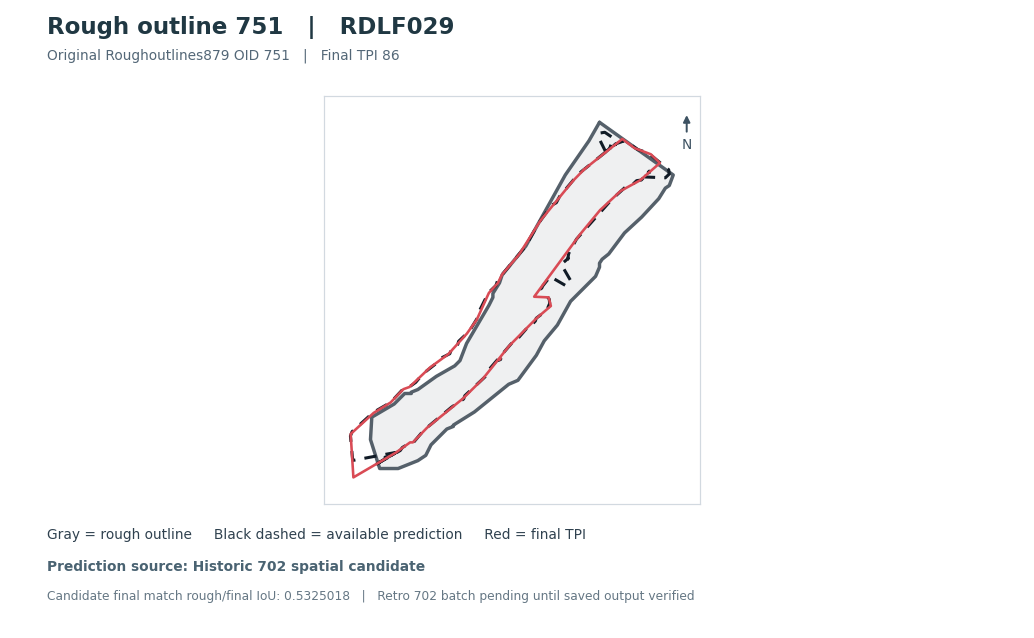 Rough outline 751 | RDLF029
Original Roughoutlines879 OID 751 | Final TPI 86
N
Gray = rough outline Black dashed = available prediction Red = final TPI
Prediction source: Historic 702 spatial candidate
Candidate final match rough/final IoU: 0.5325018 | Retro 702 batch pending until saved output verified